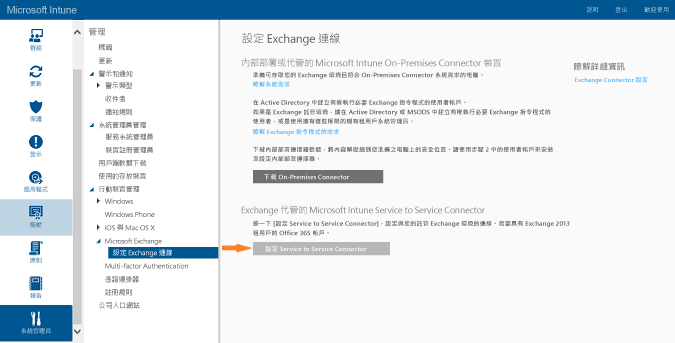 Microsoft Intune
說明
登出
歡迎使用
群組
更新
保護
警示
應用程式
原則
報告
系統管理員
管理
概觀
更新
警示和通知
警示類型
收件者
通知規則
系統管理員管理
服務系統管理員
裝置註冊管理員
用戶端軟體下載
使用的存放裝置
行動裝置管理
Windows
Windows Phone
iOS 與 Mac OS X
Microsoft Exchange
設定 Exchange 連線
Multi-factor Authentication
憑證連接器
註冊規則
公司入口網站
設定 Exchange 連線
內部部署或代管的 Microsoft Intune On-Premises Connector 裝置
準備可存取您的 Exchange 環境且符合 On-Premises Connector 系統需求的電腦。
瞭解系統需求
在 Active Directory 中建立有權執行必要 Exchange 指令程式的使用者帳戶。
如果是 Exchange 託管環境，請在 Active Directory 或 MSODS 中建立有權執行必要 Exchange 指令程式的
使用者，或是使用擁有這些權限的現有租用戶系統管理員。
瞭解 Exchange 指令程式的需求
下載內部部署連接器軟體，將內容解壓縮到您準備之電腦上的安全位置。請使用步驟 2 中的使用者帳戶來安裝
及設定內部部署連接器。
下載 On-Premises Connector
Exchange 代管的 Microsoft Intune Service to Service Connector
按一下 [設定 Service to Service Connector]，設定與您的託管 Exchange 環境的連線。需要具有 Exchange 2013
租用戶的 Office 365 帳戶。
設定 Service to Service Connector
瞭解詳細資訊
Exchange Connector 設定